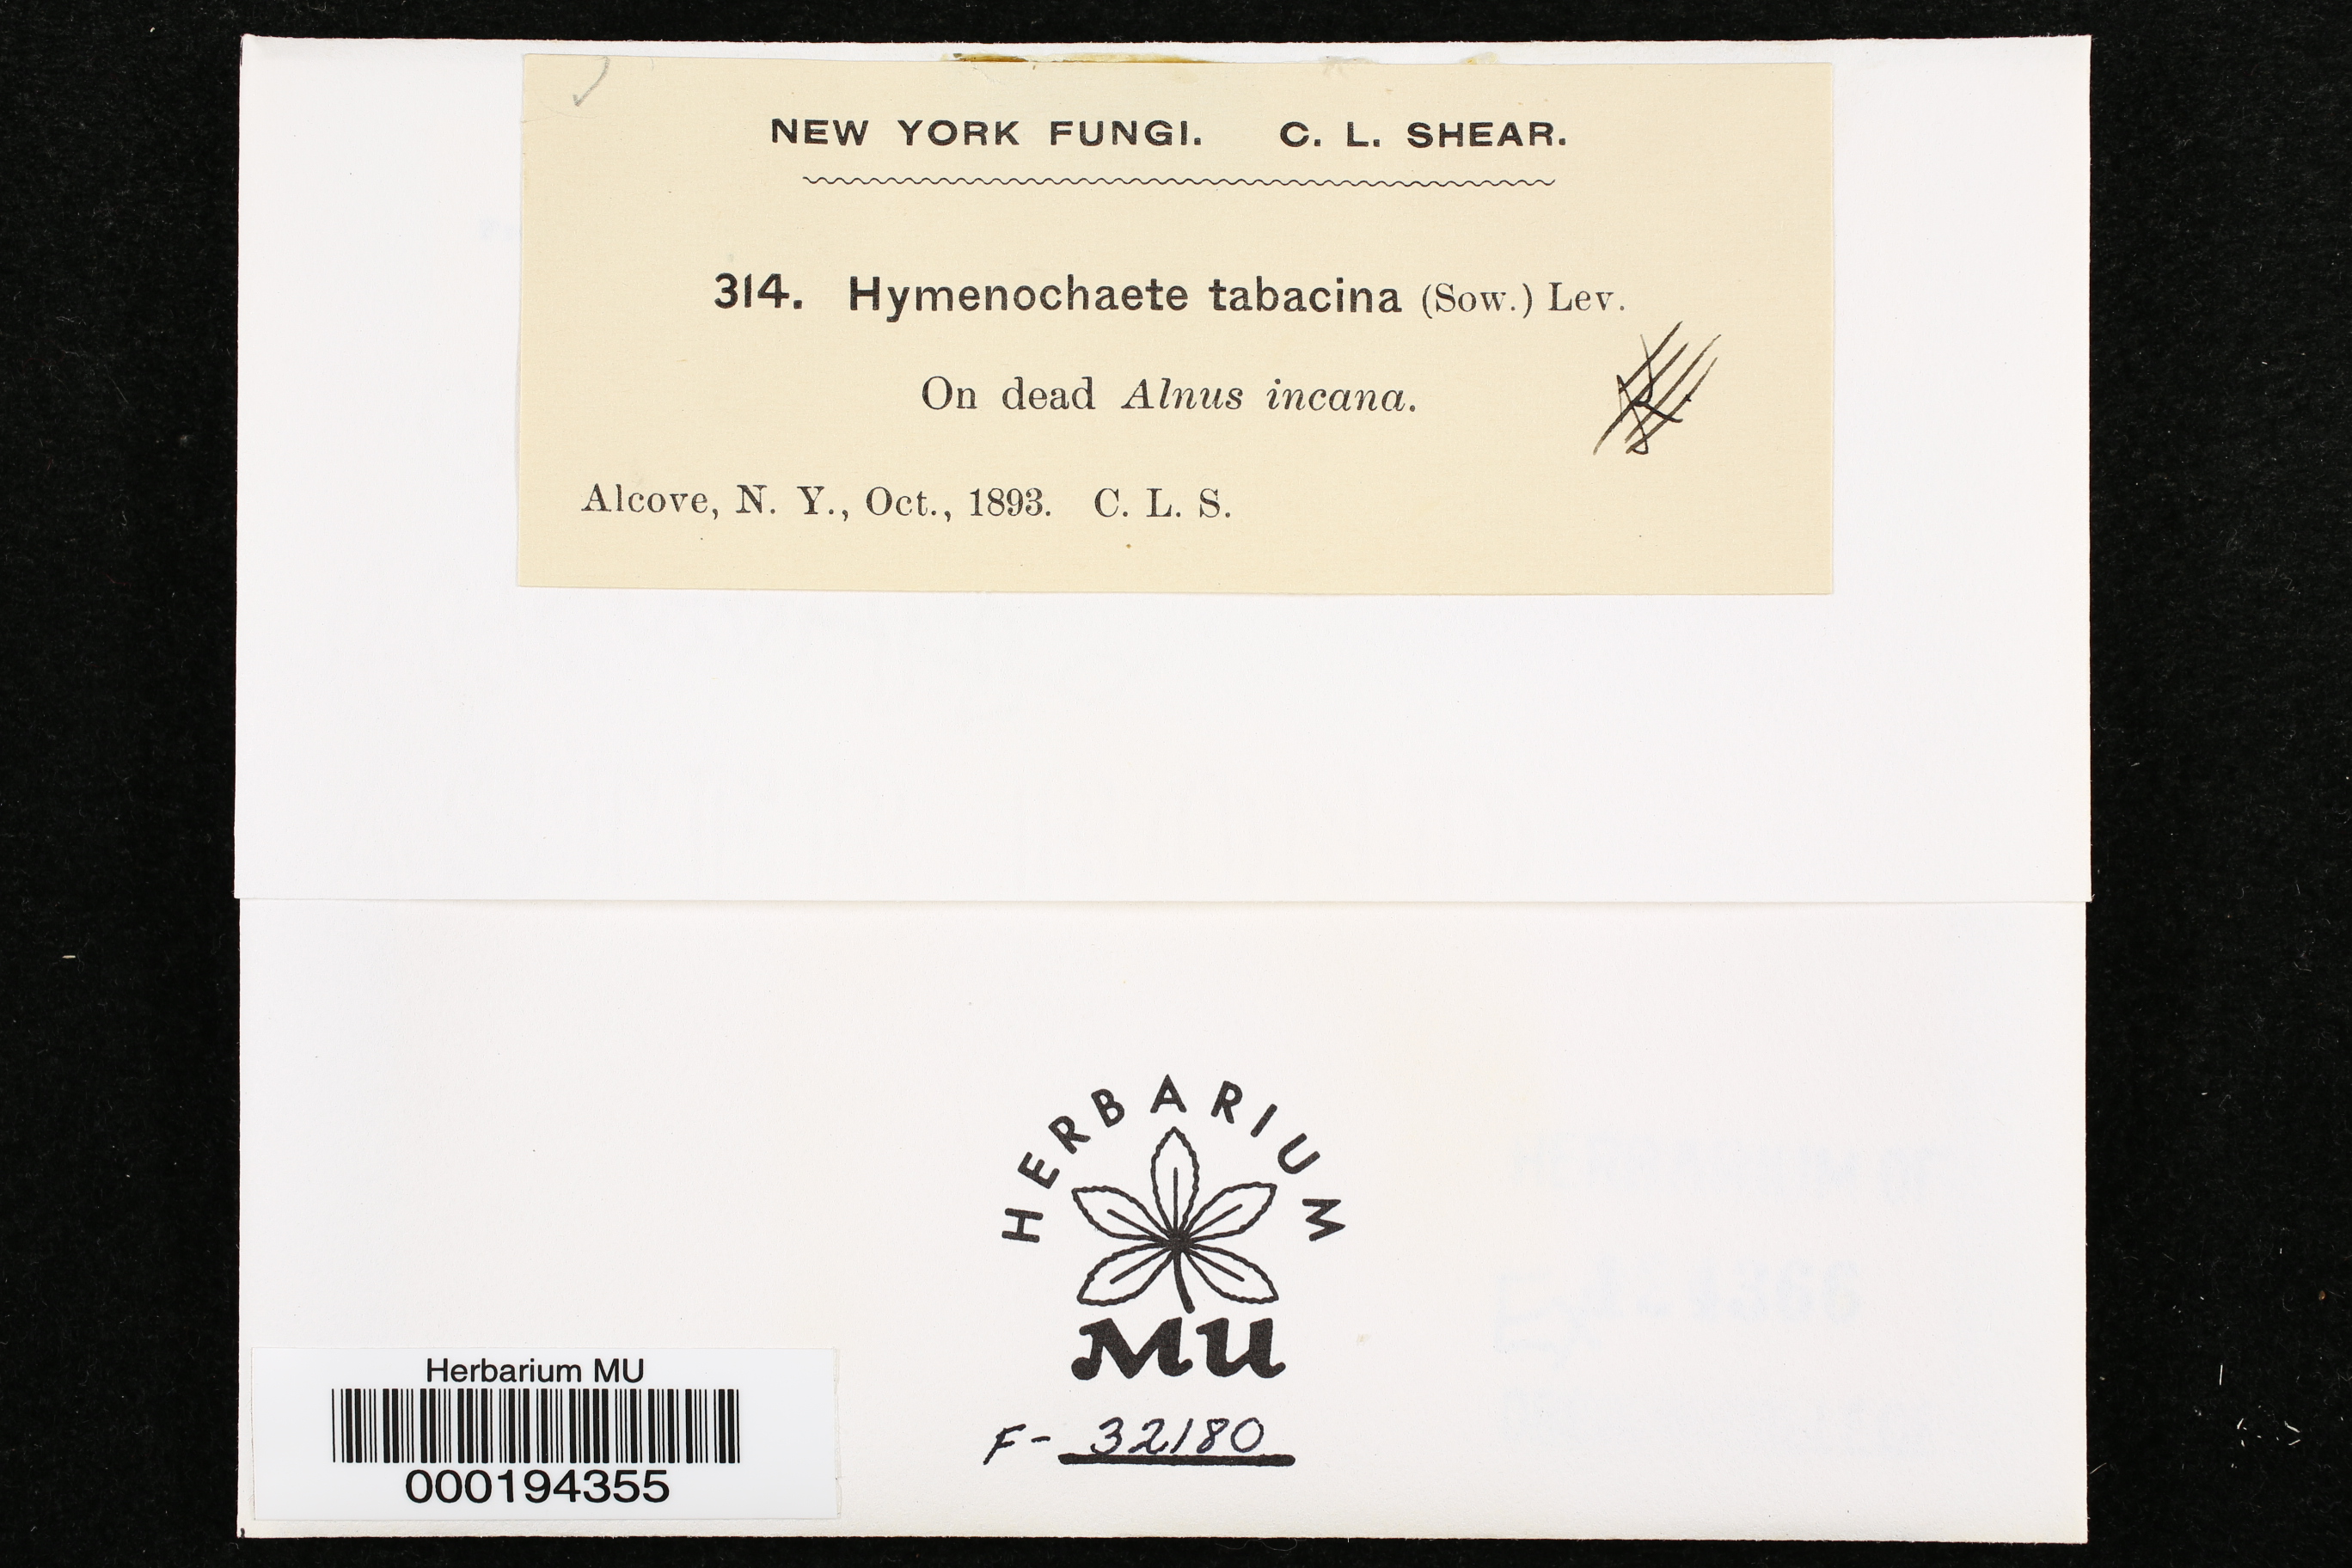 NEW YORK FUNGI. C. L. SHEAR.
314. Hymenochaete tabacina (Sow.) Lev.
On dead Alnus incana.
Alcove, N. Y., Oct., 1893. C. L. S.
HERBARIUM
MU
F- 32180
Herbarium MU
000194355